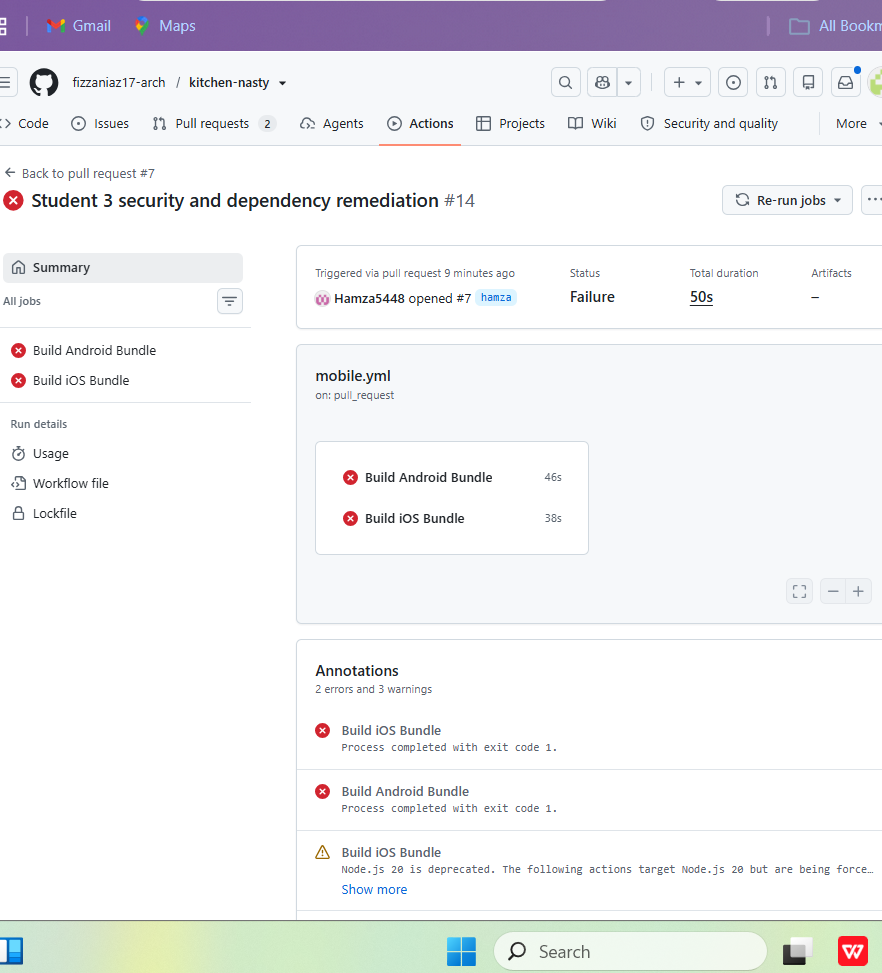 Gmail
Maps
All Bookm
fizzaniaz17-arch / kitchen-nasty
Code
Issues
Pull requests 2
Agents
Actions
Projects
Wiki
Security and quality
More
Back to pull request #7
Student 3 security and dependency remediation #14
Re-run jobs
Summary
All jobs
Build Android Bundle
Build iOS Bundle
Run details
Usage
Workflow file
Lockfile
Triggered via pull request 9 minutes ago
Hamza5448 opened #7 hamza
Status
Failure
Total duration
50s
Artifacts
–
mobile.yml
on: pull_request
Build Android Bundle 46s
Build iOS Bundle 38s
Annotations
2 errors and 3 warnings
Build iOS Bundle
Process completed with exit code 1.
Build Android Bundle
Process completed with exit code 1.
Build iOS Bundle
Node.js 20 is deprecated. The following actions target Node.js 20 but are being force…
Show more
Search